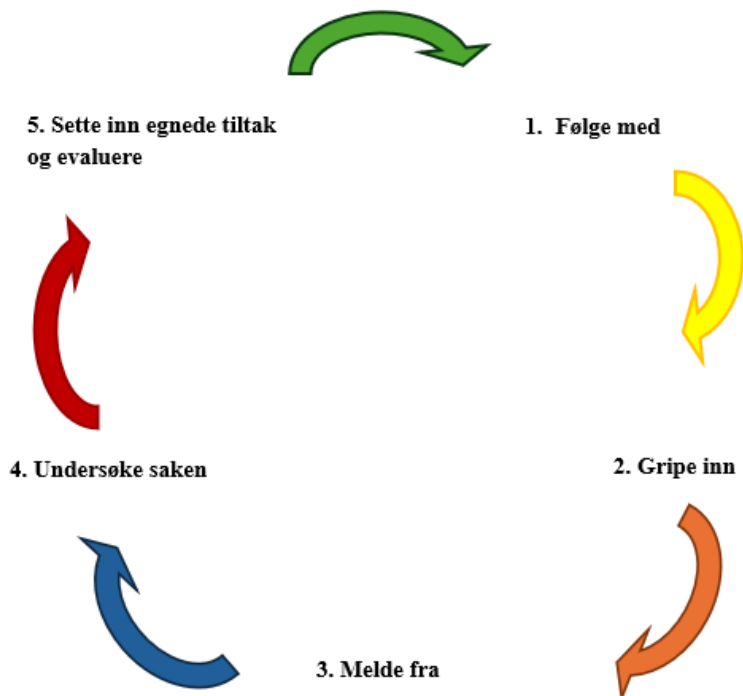 1. Følge med
2. Gripe inn
3. Melde fra
4. Undersøke saken
5. Sette inn egnede tiltak
og evaluere